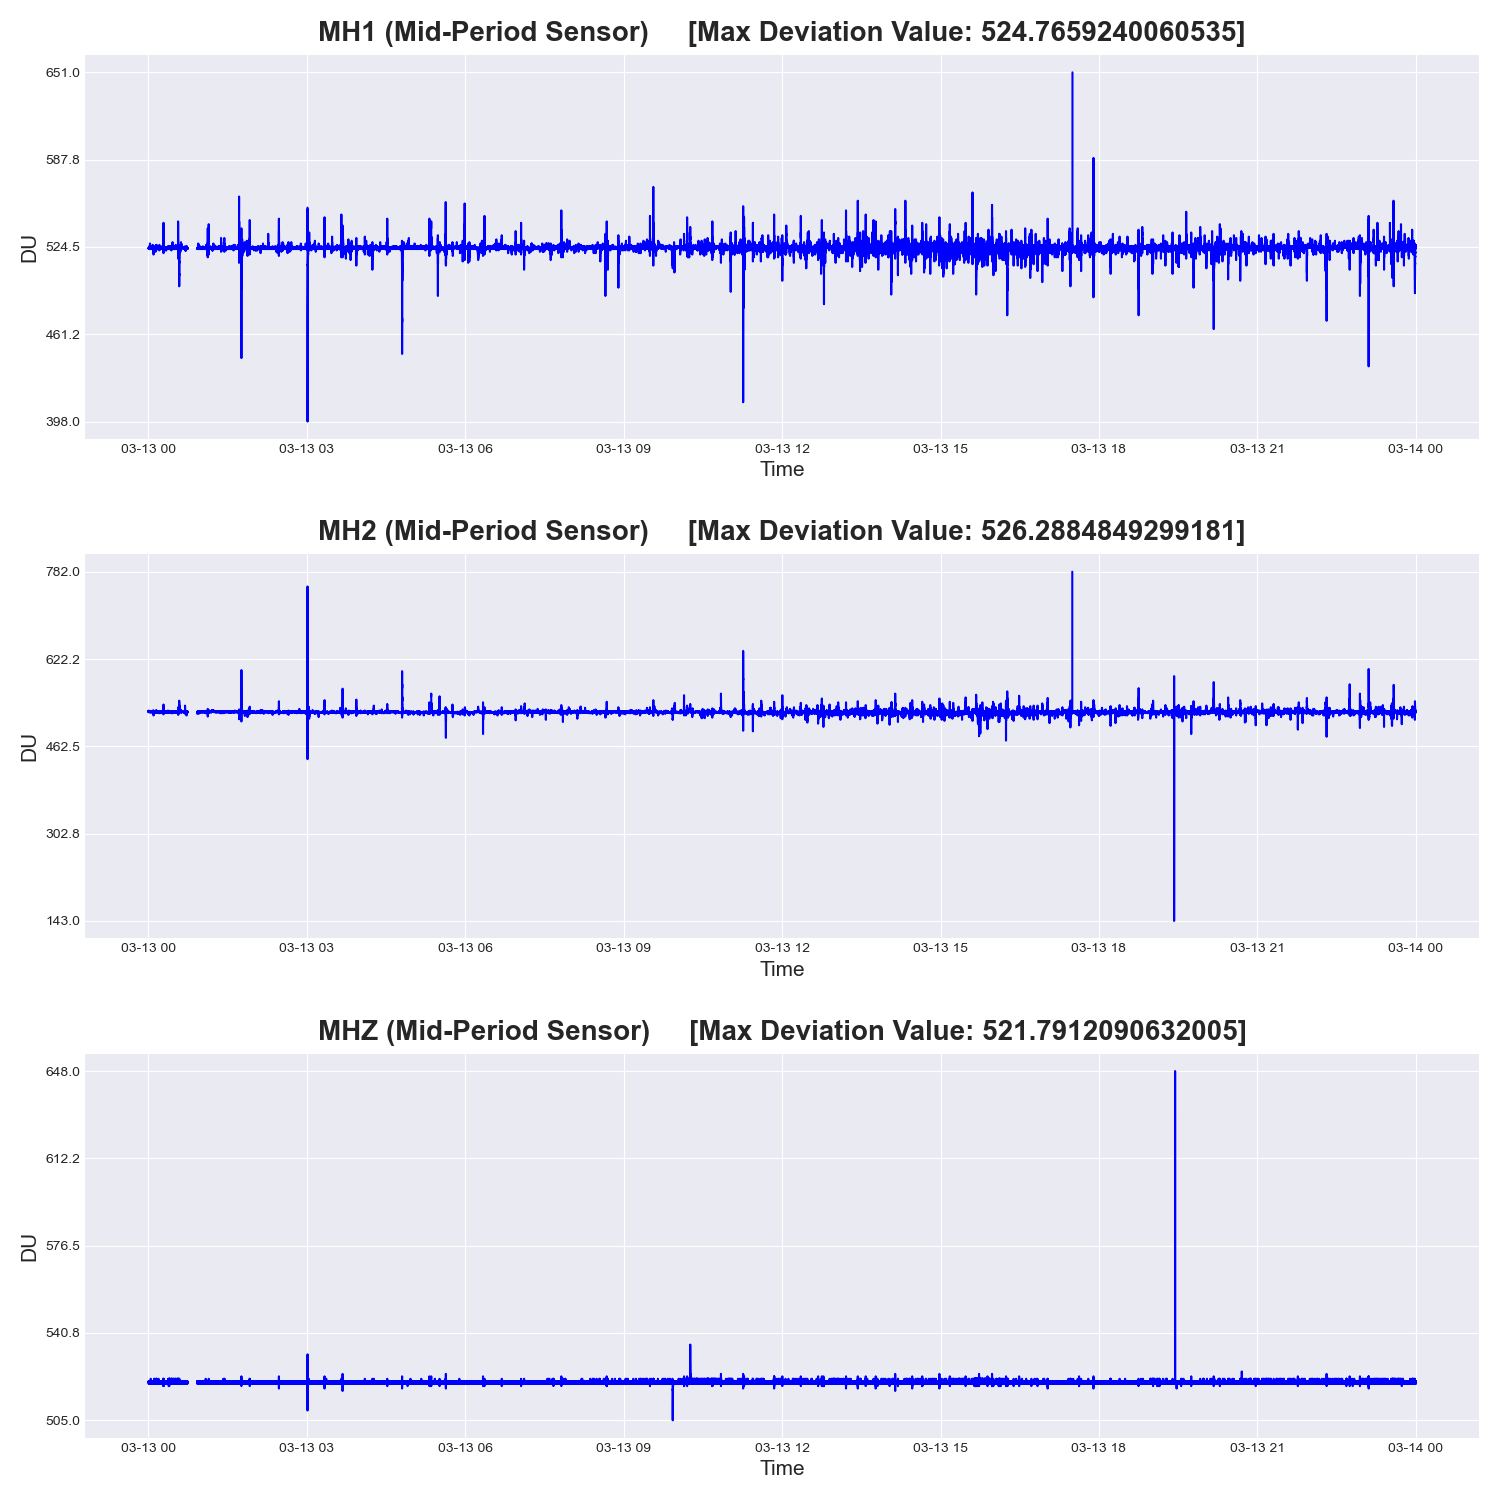 MH1 (Mid-Period Sensor) [Max Deviation Value: 524.7659240060535]
651.0
587.8
524.5
461.2
398.0
DU
03-13 00 03-13 03 03-13 06 03-13 09 03-13 12 03-13 15 03-13 18 03-13 21 03-14 00
Time
MH2 (Mid-Period Sensor) [Max Deviation Value: 526.2884849299181]
782.0
622.2
462.5
302.8
143.0
DU
03-13 00 03-13 03 03-13 06 03-13 09 03-13 12 03-13 15 03-13 18 03-13 21 03-14 00
Time
MHZ (Mid-Period Sensor) [Max Deviation Value: 521.7912090632005]
648.0
612.2
576.5
540.8
505.0
DU
03-13 00 03-13 03 03-13 06 03-13 09 03-13 12 03-13 15 03-13 18 03-13 21 03-14 00
Time